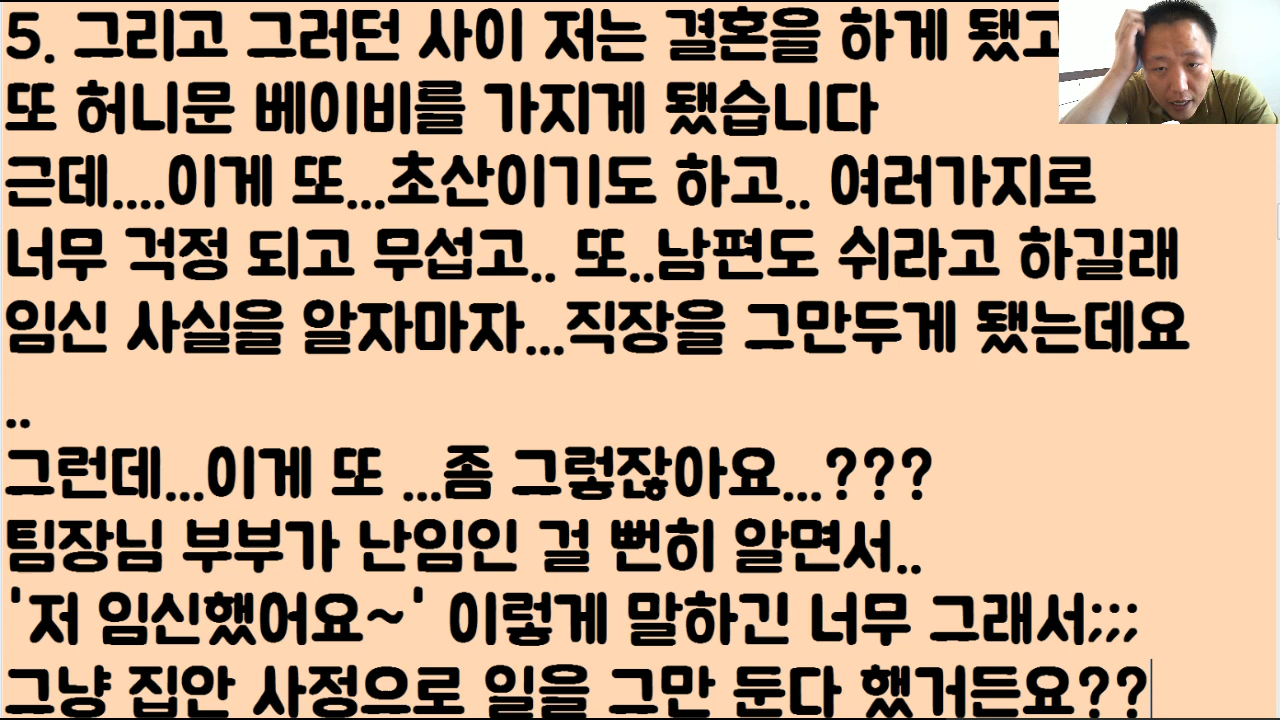 5. 그리고 그러던 사이 저는 결혼을 하게 됐고
또 허니문 베이비를 가지게 됐습니다
근데....이게 또...초산이기도 하고.. 여러가지로
너무 걱정 되고 무섭고.. 또..남편도 쉬라고 하길래
임신 사실을 알자마자...직장을 그만두게 됐는데요
..
그런데...이게 또 ...좀 그렇잖아요...???
팀장님 부부가 난임인 걸 뻔히 알면서..
'저 임신했어요~' 이렇게 말하긴 너무 그래서;;;
그냥 집안 사정으로 일을 그만 둔다 했거든요??